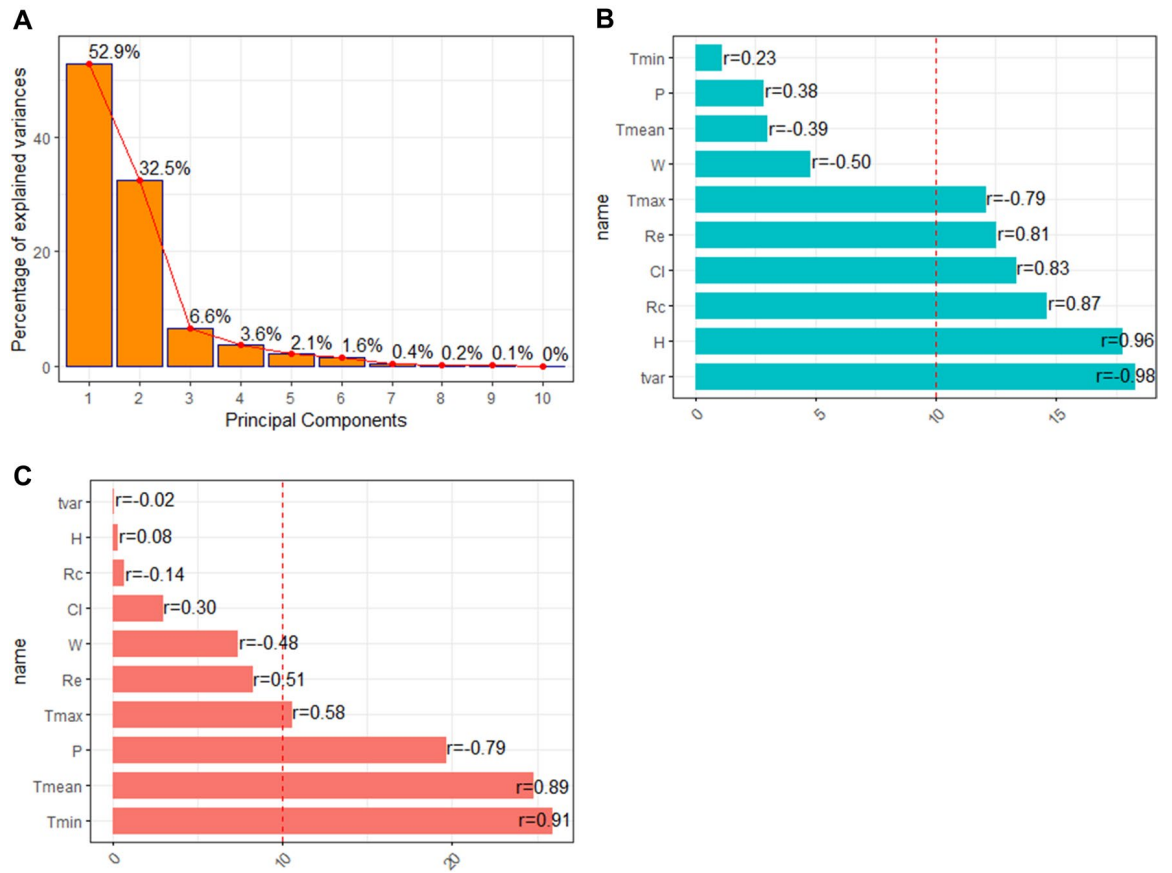 A
Percentage of explained variances
40
20
0
52.9%
32.5%
6.6%
3.6%
2.1%
1.6%
0.4%
0.2%
0.1%
0%
1 2 3 4 5 6 7 8 9 10
Principal Components
B
name
Tmin r=0.23
P r=0.38
Tmean r=-0.39
W r=-0.50
Tmax r=-0.79
Re r=0.81
Cl r=0.83
Rc r=0.87
H r=0.96
tvar r=-0.98
0 5 10 15
C
name
tvar r=-0.02
H r=0.08
Rc r=-0.14
Cl r=0.30
W r=-0.48
Re r=0.51
Tmax r=0.58
P r=-0.79
Tmean r=0.89
Tmin r=0.91
0 10 20